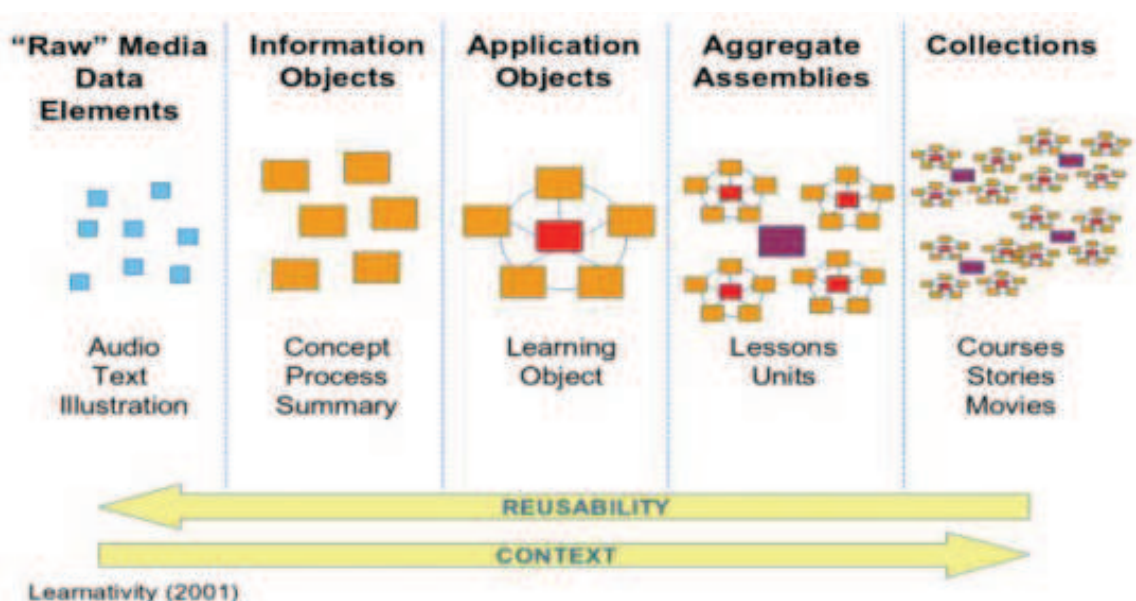 “Raw” Media
Data
Elements
Information
Objects
Application
Objects
Aggregate
Assemblies
Collections
Audio
Text
Illustration
Concept
Process
Summary
Learning
Object
Lessons
Units
Courses
Stories
Movies
REUSABILITY
CONTEXT
Learnativity (2001)